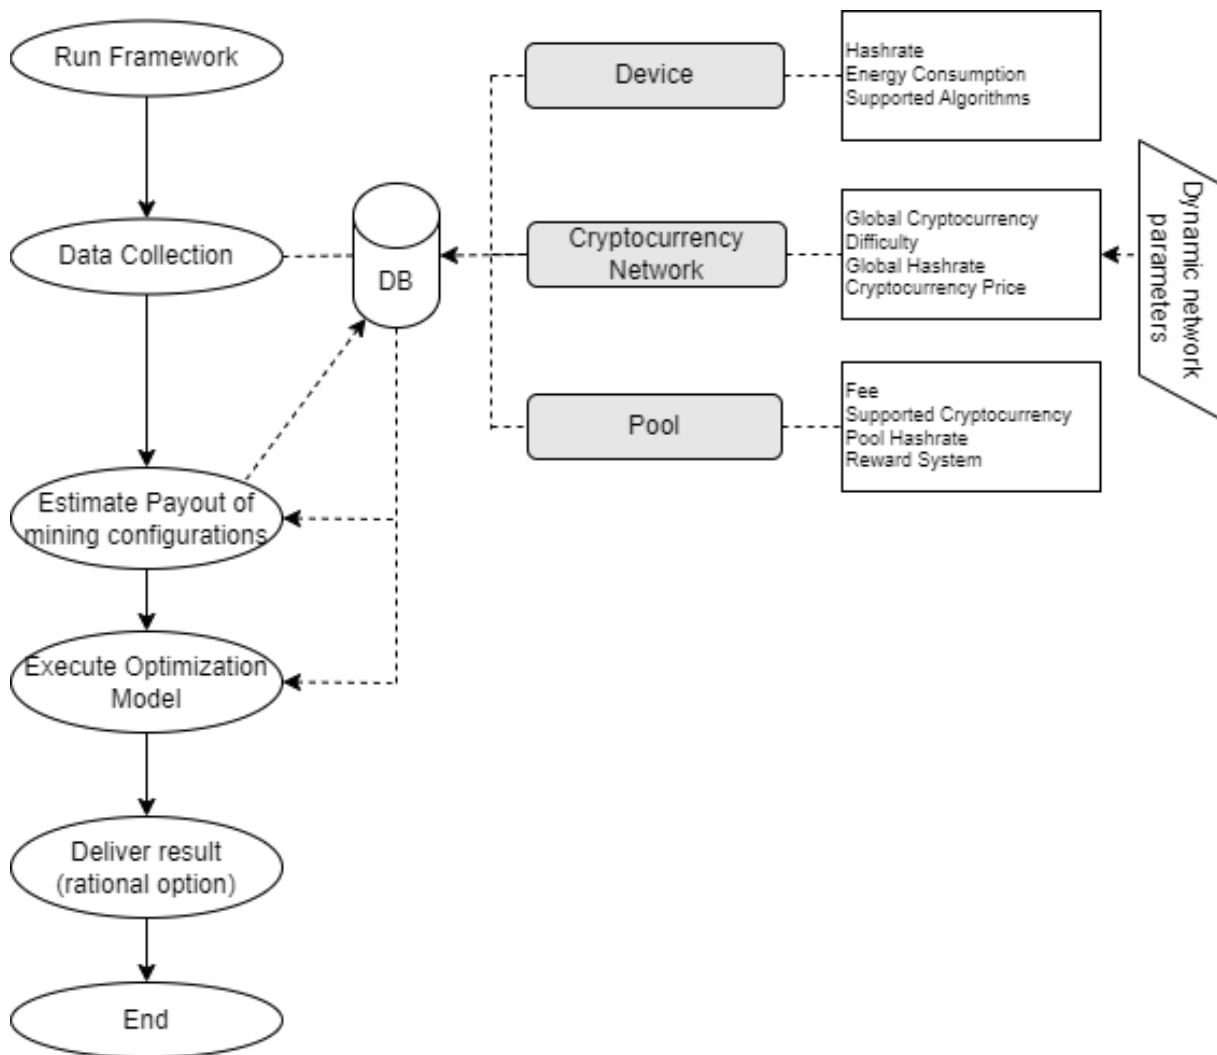 Run Framework
Data Collection
DB
Estimate Payout of
mining configurations
Execute Optimization
Model
Deliver result
(rational option)
End
Device
Hashrate
Energy Consumption
Supported Algorithms
Cryptocurrency
Network
Global Cryptocurrency
Difficulty
Global Hashrate
Cryptocurrency Price
Pool
Fee
Supported Cryptocurrency
Pool Hashrate
Reward System
Dynamic network
parameters